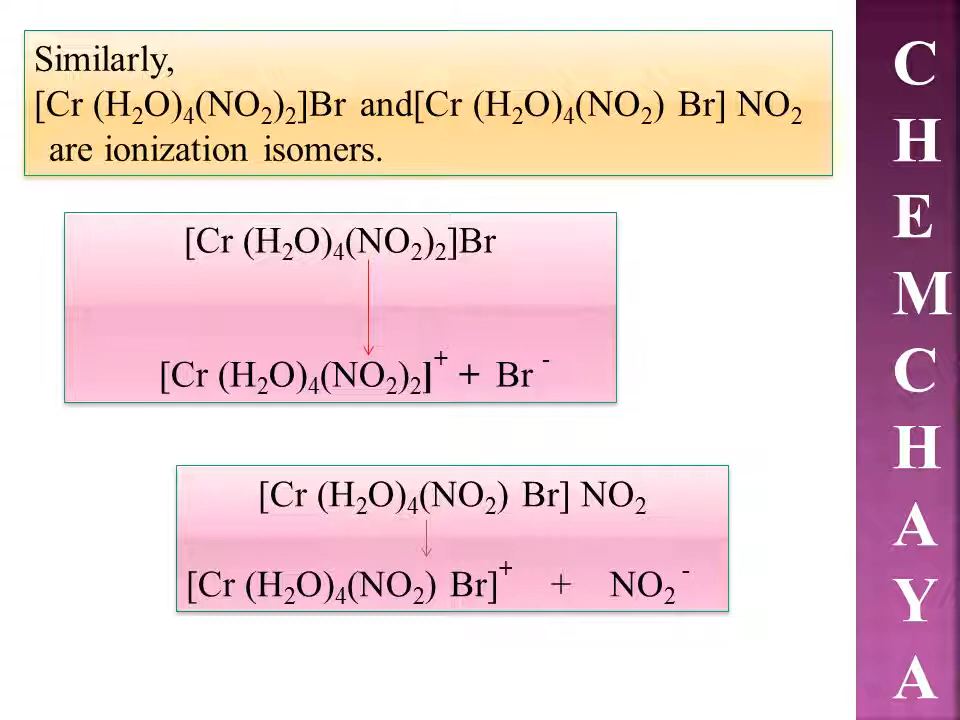 Similarly,
[Cr (H₂O)₄(NO₂)₂]Br and[Cr (H₂O)₄(NO₂) Br] NO₂
are ionization isomers.
[Cr (H₂O)₄(NO₂)₂]Br
[Cr (H₂O)₄(NO₂)₂]⁺ + Br ⁻
[Cr (H₂O)₄(NO₂) Br] NO₂
[Cr (H₂O)₄(NO₂) Br]⁺ + NO₂ ⁻
C
H
E
M
C
H
A
Y
A